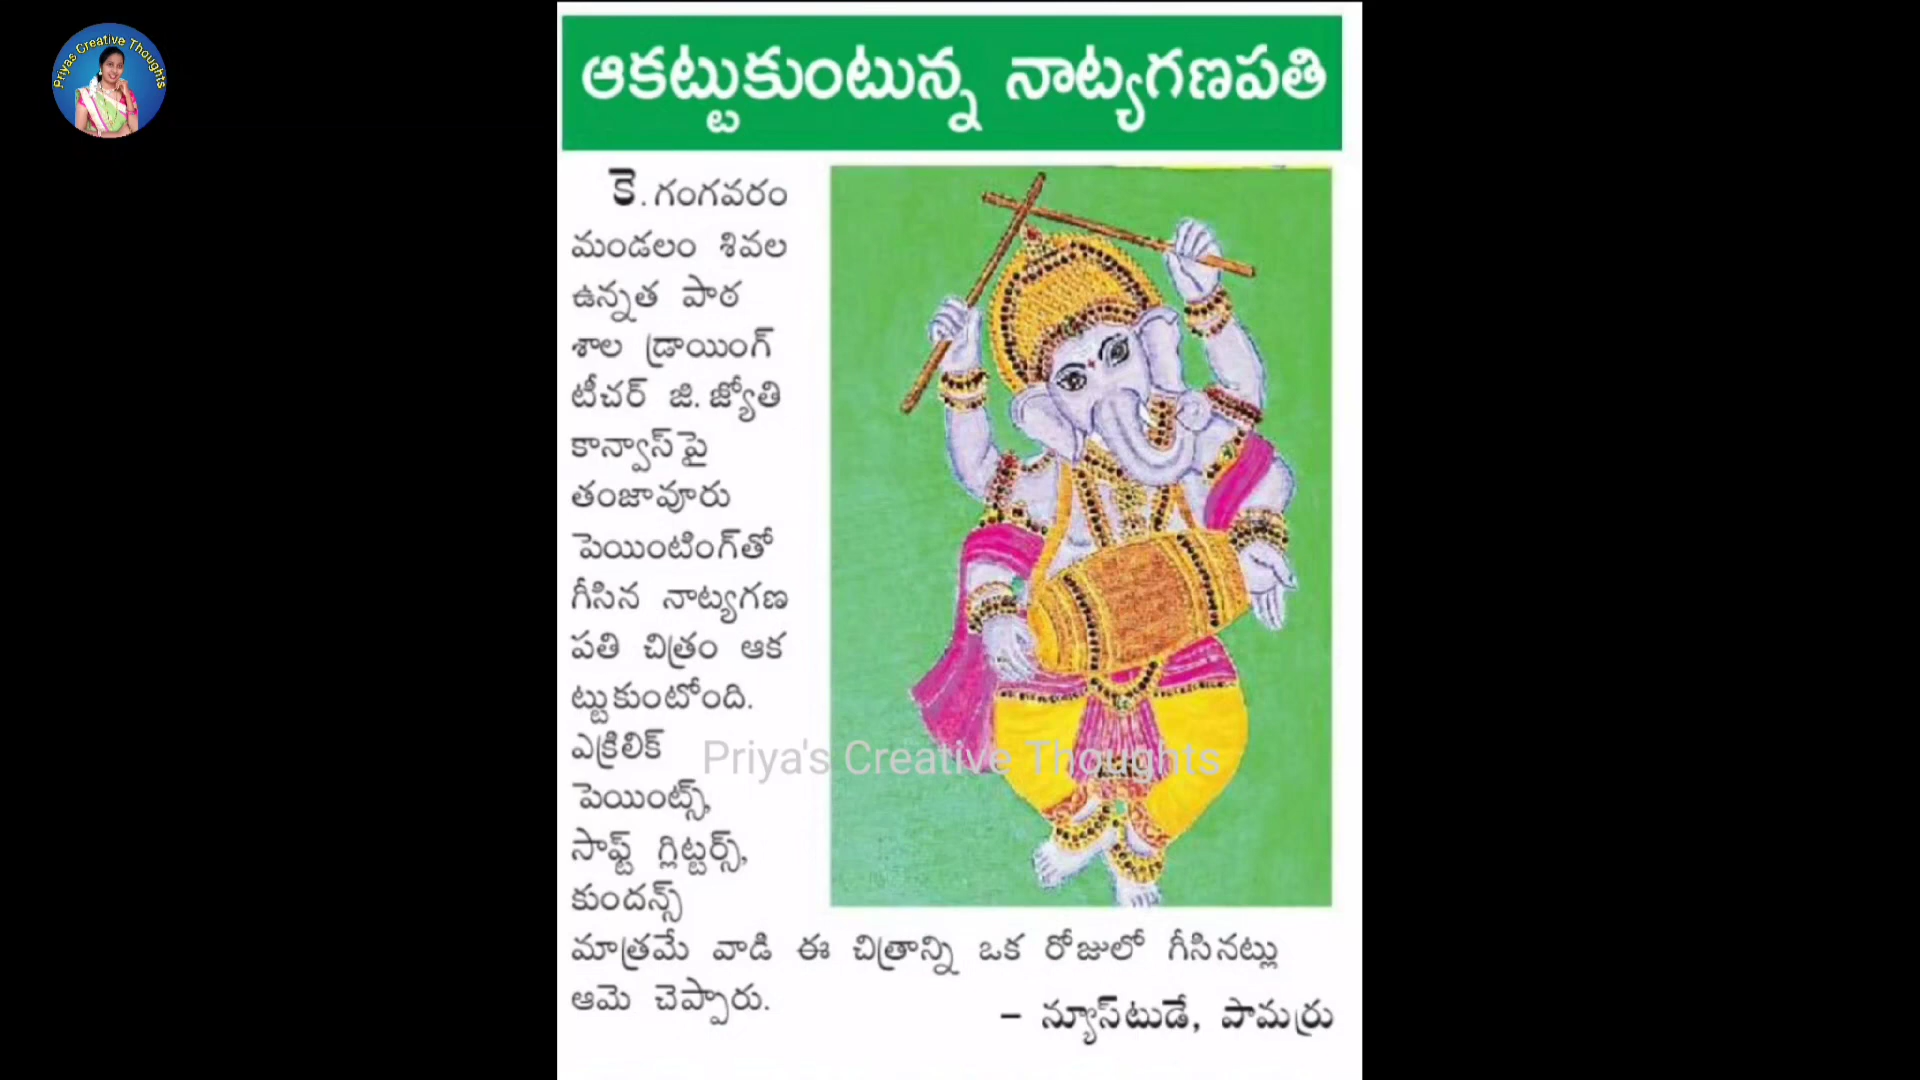 Priyas Creative Thoughts
ఆకట్టుకుంటున్న నాట్యగణపతి
కె.గంగవరం
మండలం శివల
ఉన్నత పాఠ
శాల డ్రాయింగ్
టీచర్ జి.జ్యోతి
కాన్వాస్‌పై
తంజావూరు
పెయింటింగ్‌తో
గీసిన నాట్యగణ
పతి చిత్రం ఆక
ట్టుకుంటోంది.
ఎక్రిలిక్
పెయింట్స్,
సాఫ్ట్ గ్లిట్టర్స్,
కుందన్స్
మాత్రమే వాడి ఈ చిత్రాన్ని ఒక రోజులో గీసినట్లు
ఆమె చెప్పారు.
– న్యూస్‌టుడే, పామర్రు
Priya's Creative Thoughts